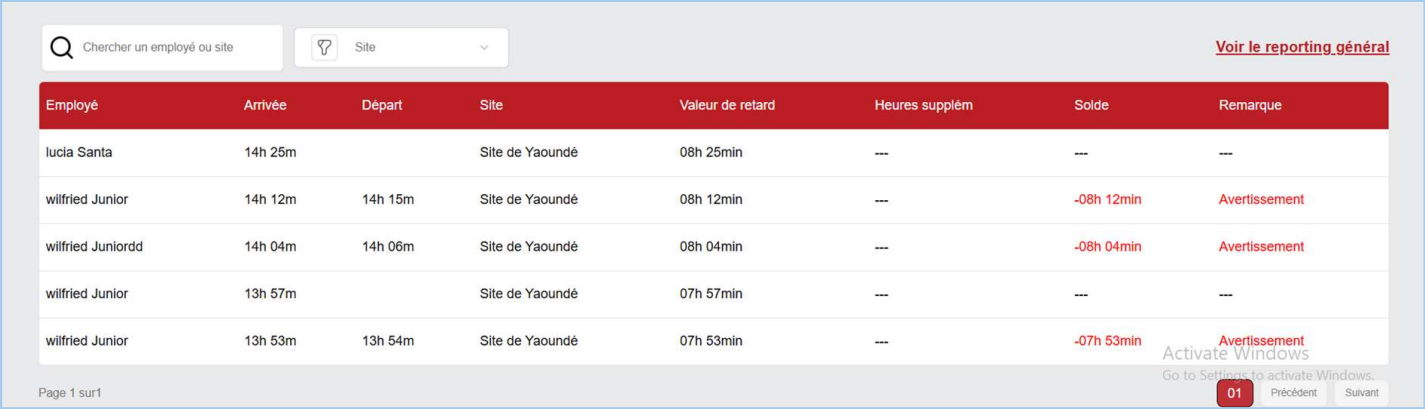 Chercher un employé ou site Site Voir le reporting général
Employé Arrivée Départ Site Valeur de retard Heures supplém Solde Remarque
lucia Santa 14h 25m Site de Yaoundé 08h 25min --- --- ---
wilfried Junior 14h 12m 14h 15m Site de Yaoundé 08h 12min --- -08h 12min Avertissement
wilfried Juniordd 14h 04m 14h 06m Site de Yaoundé 08h 04min --- -08h 04min Avertissement
wilfried Junior 13h 57m Site de Yaoundé 07h 57min --- --- ---
wilfried Junior 13h 53m 13h 54m Site de Yaoundé 07h 53min --- -07h 53min Avertissement
Activate Windows
Go to Settings to activate Windows.
Page 1 sur1 01 Précédent Suivant